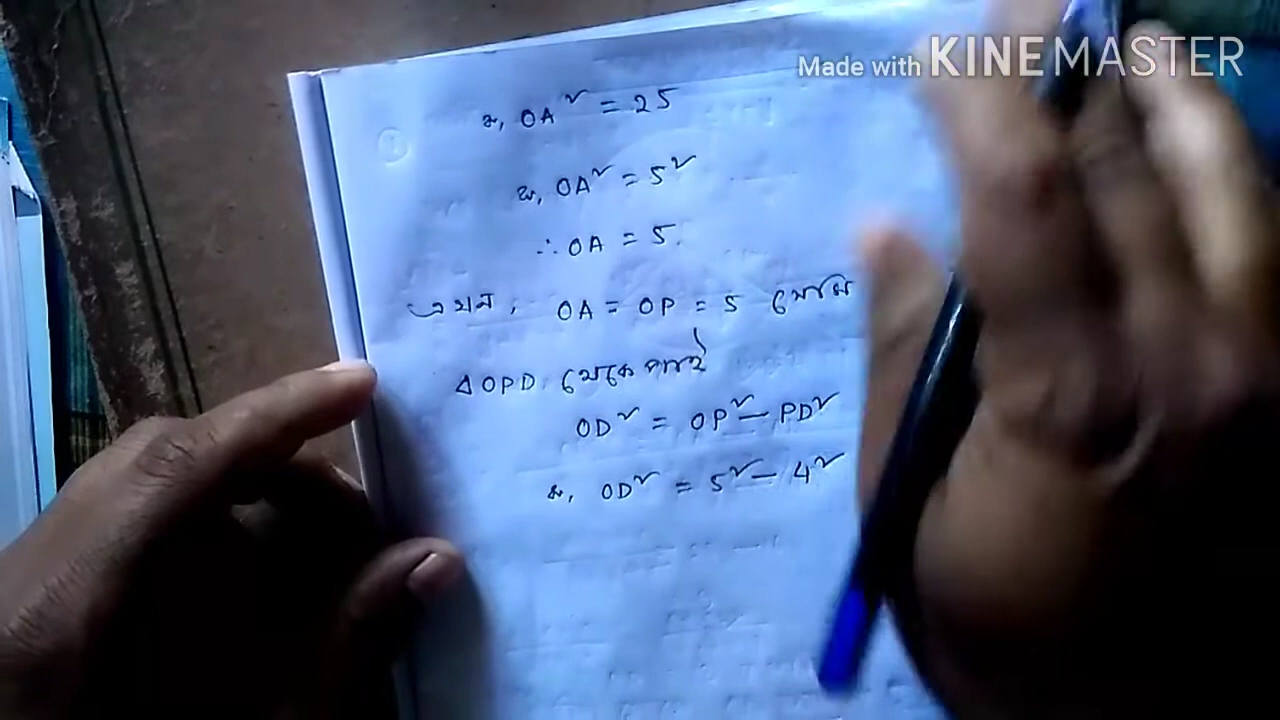 Made with KINEMASTER
বা, OA² = 25
বা, OA² = 5²
∴ OA = 5.
এখন, OA = OP = 5 সেমি
△OPD থেকে পাই
OD² = OP² − PD²
বা, OD² = 5² − 4²